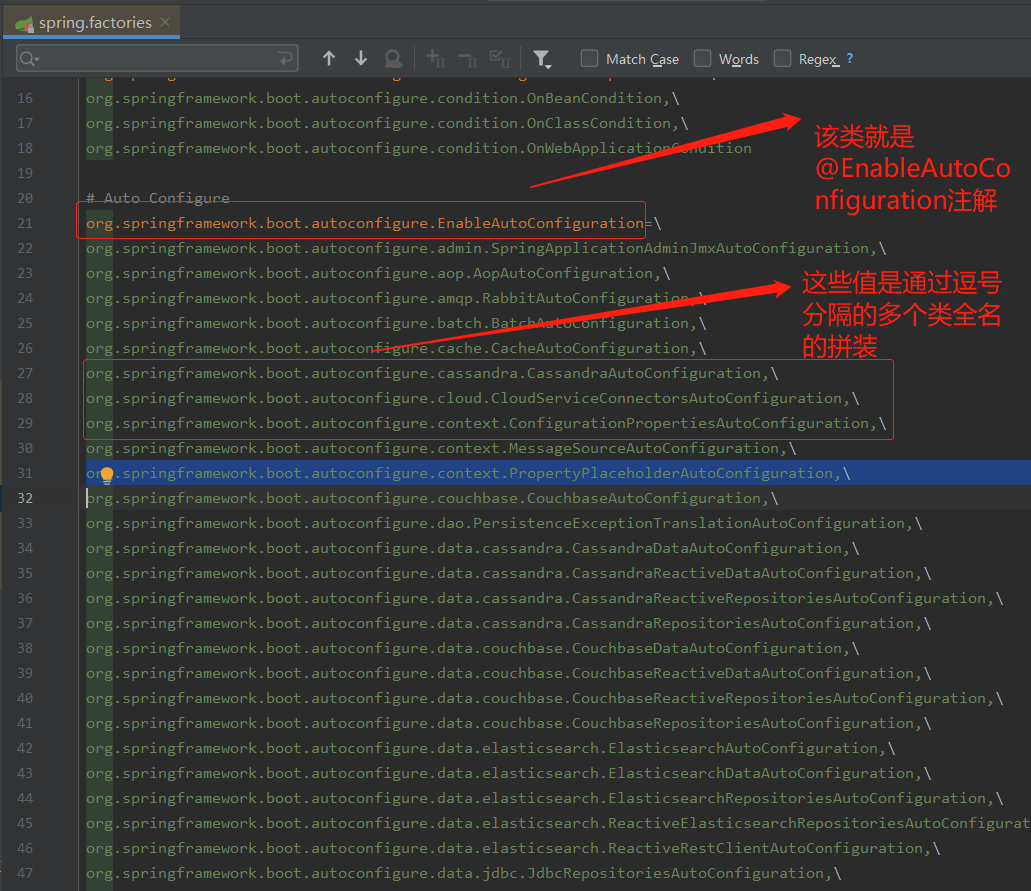 spring.factories
Match Case
Words
Regex
?
16 org.springframework.boot.autoconfigure.condition.OnBeanCondition,\
17 org.springframework.boot.autoconfigure.condition.OnClassCondition,\
18 org.springframework.boot.autoconfigure.condition.OnWebApplicationCondition
19
20 # Auto Configure
21 org.springframework.boot.autoconfigure.EnableAutoConfiguration=\
22 org.springframework.boot.autoconfigure.admin.SpringApplicationAdminJmxAutoConfiguration,\
23 org.springframework.boot.autoconfigure.aop.AopAutoConfiguration,\
24 org.springframework.boot.autoconfigure.amqp.RabbitAutoConfiguration,\
25 org.springframework.boot.autoconfigure.batch.BatchAutoConfiguration,\
26 org.springframework.boot.autoconfigure.cache.CacheAutoConfiguration,\
27 org.springframework.boot.autoconfigure.cassandra.CassandraAutoConfiguration,\
28 org.springframework.boot.autoconfigure.cloud.CloudServiceConnectorsAutoConfiguration,\
29 org.springframework.boot.autoconfigure.context.ConfigurationPropertiesAutoConfiguration,\
30 org.springframework.boot.autoconfigure.context.MessageSourceAutoConfiguration,\
31 org.springframework.boot.autoconfigure.context.PropertyPlaceholderAutoConfiguration,\
32 org.springframework.boot.autoconfigure.couchbase.CouchbaseAutoConfiguration,\
33 org.springframework.boot.autoconfigure.dao.PersistenceExceptionTranslationAutoConfiguration,\
34 org.springframework.boot.autoconfigure.data.cassandra.CassandraDataAutoConfiguration,\
35 org.springframework.boot.autoconfigure.data.cassandra.CassandraReactiveDataAutoConfiguration,\
36 org.springframework.boot.autoconfigure.data.cassandra.CassandraReactiveRepositoriesAutoConfiguration,\
37 org.springframework.boot.autoconfigure.data.cassandra.CassandraRepositoriesAutoConfiguration,\
38 org.springframework.boot.autoconfigure.data.couchbase.CouchbaseDataAutoConfiguration,\
39 org.springframework.boot.autoconfigure.data.couchbase.CouchbaseReactiveDataAutoConfiguration,\
40 org.springframework.boot.autoconfigure.data.couchbase.CouchbaseReactiveRepositoriesAutoConfiguration,\
41 org.springframework.boot.autoconfigure.data.couchbase.CouchbaseRepositoriesAutoConfiguration,\
42 org.springframework.boot.autoconfigure.data.elasticsearch.ElasticsearchAutoConfiguration,\
43 org.springframework.boot.autoconfigure.data.elasticsearch.ElasticsearchDataAutoConfiguration,\
44 org.springframework.boot.autoconfigure.data.elasticsearch.ElasticsearchRepositoriesAutoConfiguration,\
45 org.springframework.boot.autoconfigure.data.elasticsearch.ReactiveElasticsearchRepositoriesAutoConfigurat
46 org.springframework.boot.autoconfigure.data.elasticsearch.ReactiveRestClientAutoConfiguration,\
47 org.springframework.boot.autoconfigure.data.jdbc.JdbcRepositoriesAutoConfiguration,\
该类就是
@EnableAutoCo
nfiguration注解
这些值是通过逗号
分隔的多个类全名
的拼装